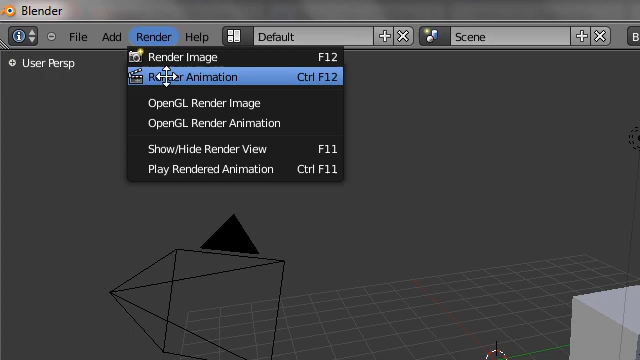 Blender
File Add Render Help Default Scene B
User Persp
Render Image F12
Render Animation Ctrl F12
OpenGL Render Image
OpenGL Render Animation
Show/Hide Render View F11
Play Rendered Animation Ctrl F11